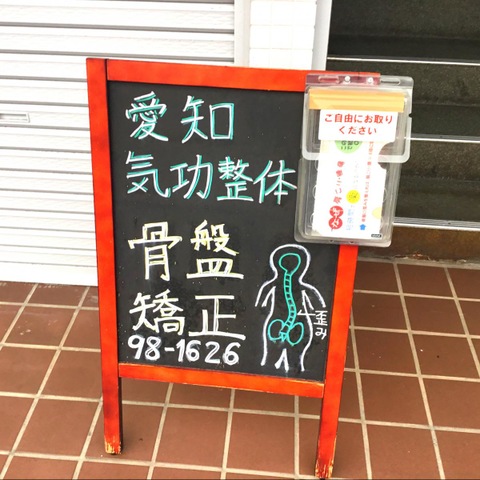 愛知
気功整体
骨盤
矯正
98-1626
歪み
ご自由にお取り
ください